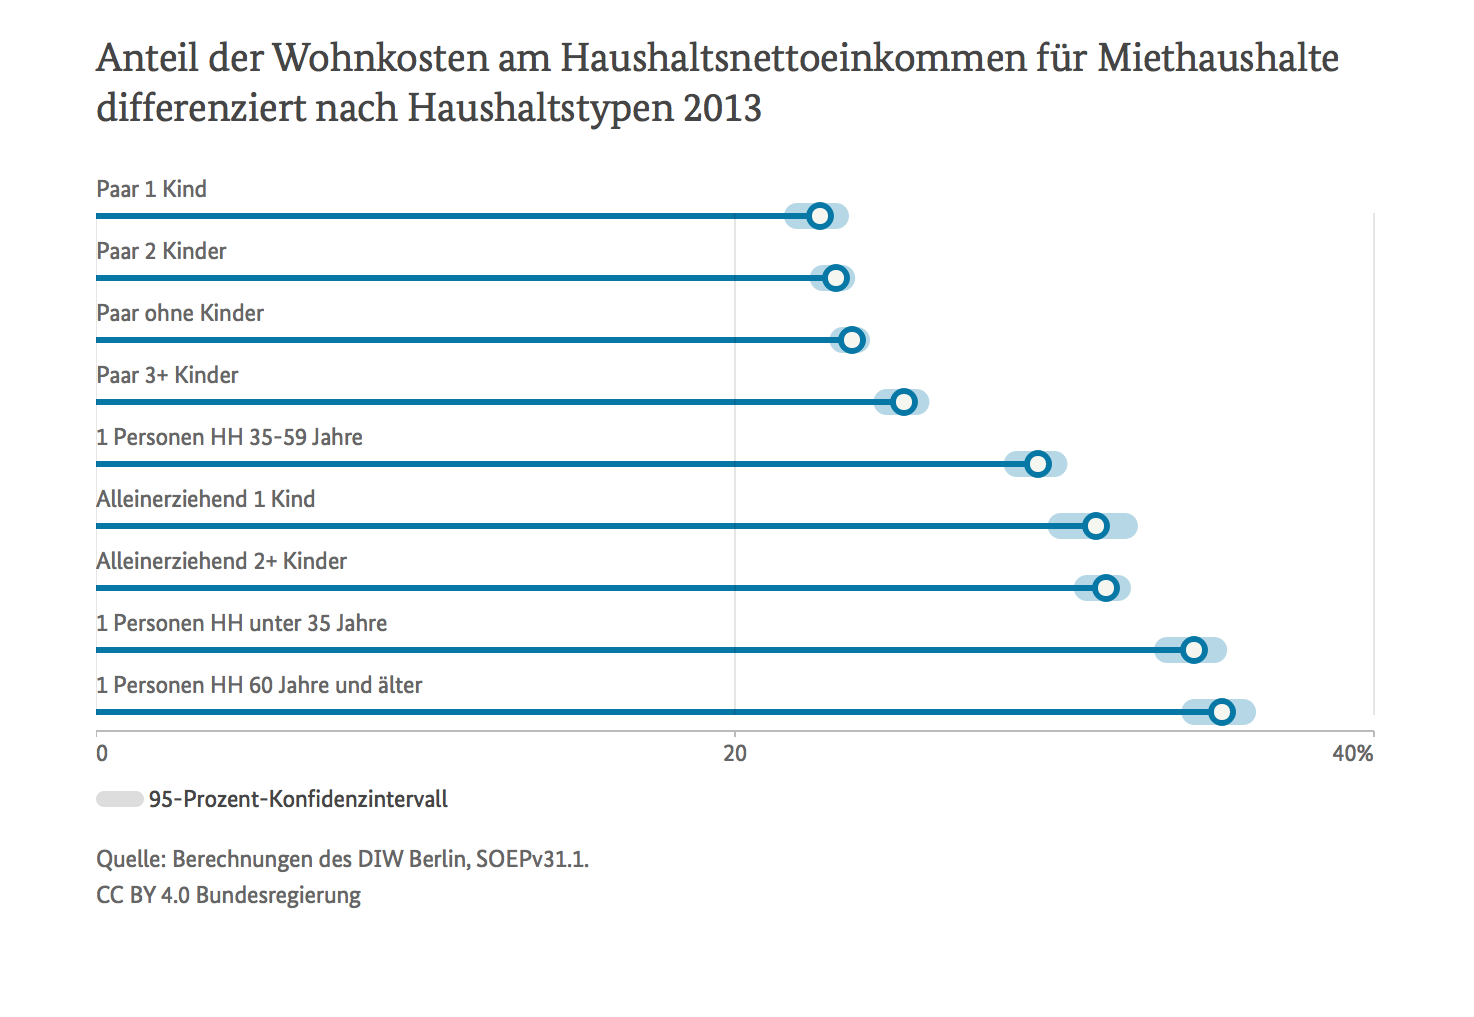 Anteil der Wohnkosten am Haushaltsnettoeinkommen für Miethaushalte
differenziert nach Haushaltstypen 2013
Paar 1 Kind
Paar 2 Kinder
Paar ohne Kinder
Paar 3+ Kinder
1 Personen HH 35-59 Jahre
Alleinerziehend 1 Kind
Alleinerziehend 2+ Kinder
1 Personen HH unter 35 Jahre
1 Personen HH 60 Jahre und älter
0 20 40%
95-Prozent-Konfidenzintervall
Quelle: Berechnungen des DIW Berlin, SOEPv31.1.
CC BY 4.0 Bundesregierung